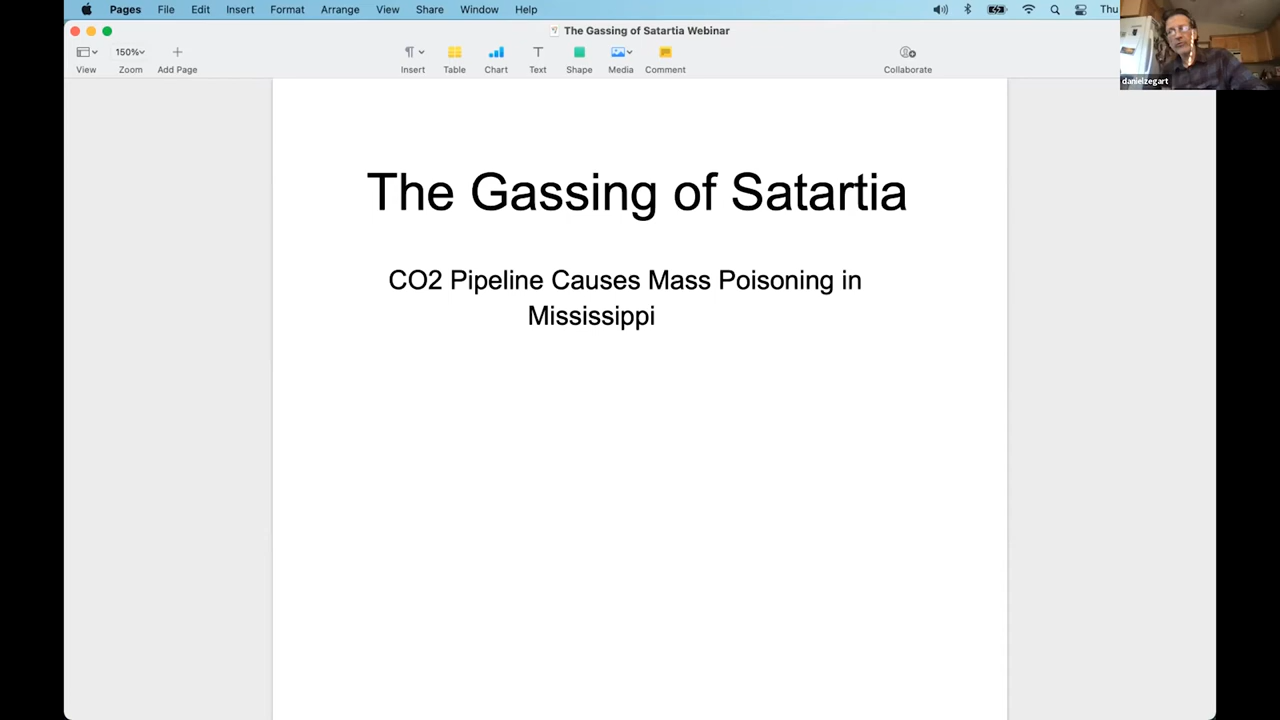 Pages File Edit Insert Format Arrange View Share Window Help Thu
The Gassing of Satartia Webinar
150%
View Zoom Add Page Insert Table Chart Text Shape Media Comment Collaborate
danielzegart
The Gassing of Satartia
CO2 Pipeline Causes Mass Poisoning in
Mississippi